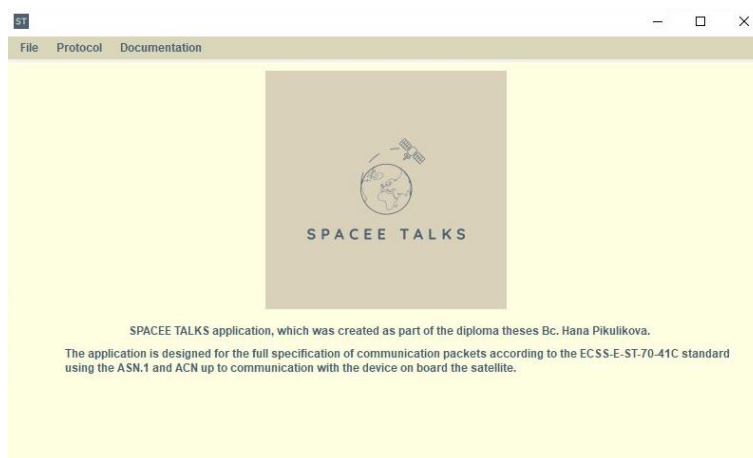 ST
File Protocol Documentation
SPACEE TALKS
SPACEE TALKS application, which was created as part of the diploma theses Bc. Hana Pikulikova.
The application is designed for the full specification of communication packets according to the ECSS-E-ST-70-41C standard
using the ASN.1 and ACN up to communication with the device on board the satellite.